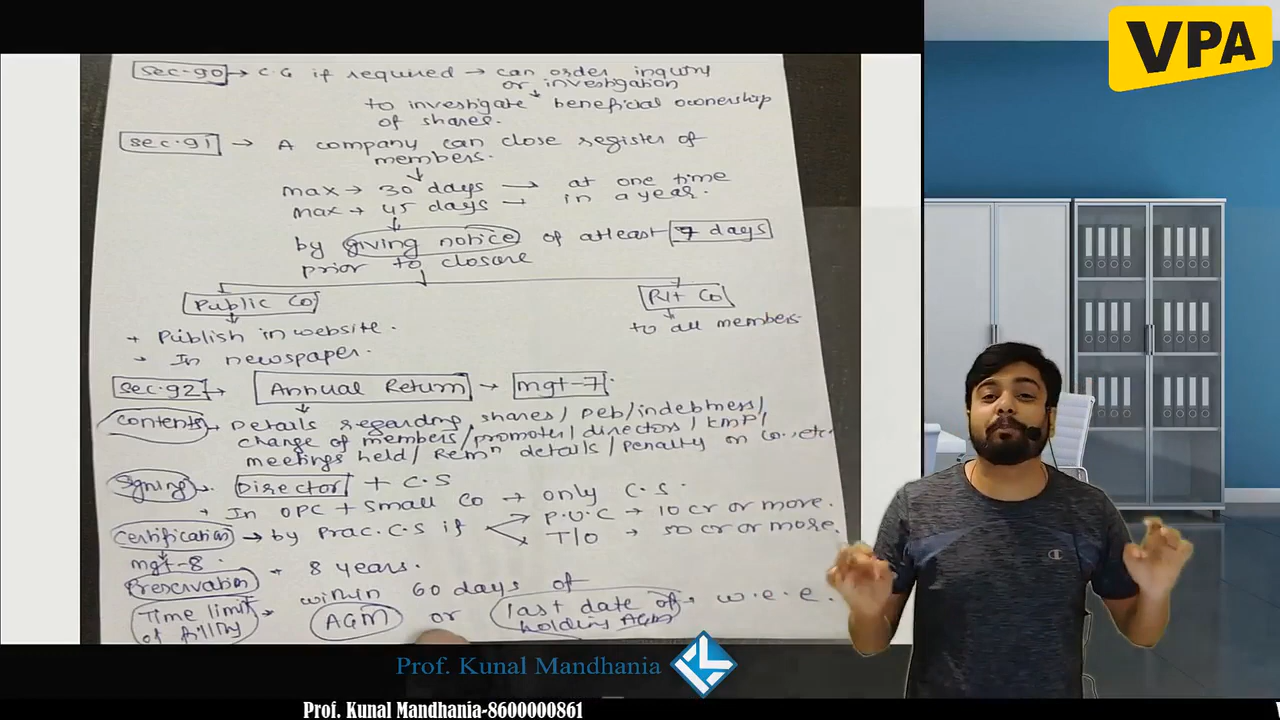 VPA
Sec-90 → C.G if required → can order inquiry
or investigation
to investigate beneficial ownership
of shares.
Sec-91 → A company can close register of
members.
max → 30 days → at one time
max → 45 days → in a year.
by giving notice of atleast 7 days
prior to closure
Public Co
Pvt Co
→ Publish in website.
to all members
→ In newspaper.
Sec-92 → Annual Return → mgt-7.
Contents → Details regarding shares/ Deb/indebtness/
change of members/promoter/directors/KMP/
meetings held/ Remn details/penalty on co., etc
Signing → Director + C.S
→ In OPC + Small Co → only C.S.
Certification → by Prac. C.S if P.U.C → 10 cr or more.
T/O → 50 cr or more.
mgt-8.
Preservation → 8 years.
Time limit → within 60 days of
of filling AGM or last date of → w.e.e.
holding AGM
Prof. Kunal Mandhania
Prof. Kunal Mandhania-8600000861